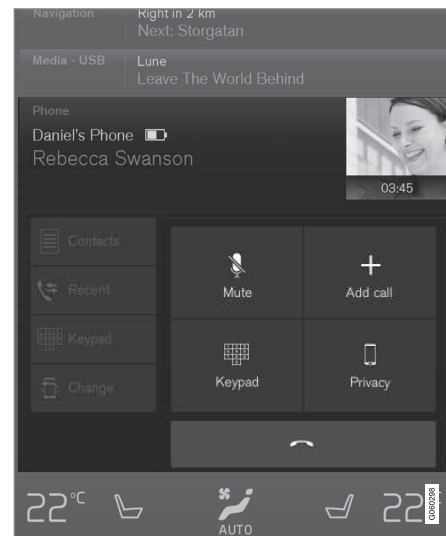 Navigation
Right in 2 km
Next: Storgatan
Media - USB
Lune
Leave The World Behind
Phone
Daniel's Phone
Rebecca Swanson
03:45
Contacts
Recent
Keypad
Change
Mute
Add call
Keypad
Privacy
22°C
AUTO
22
G060298